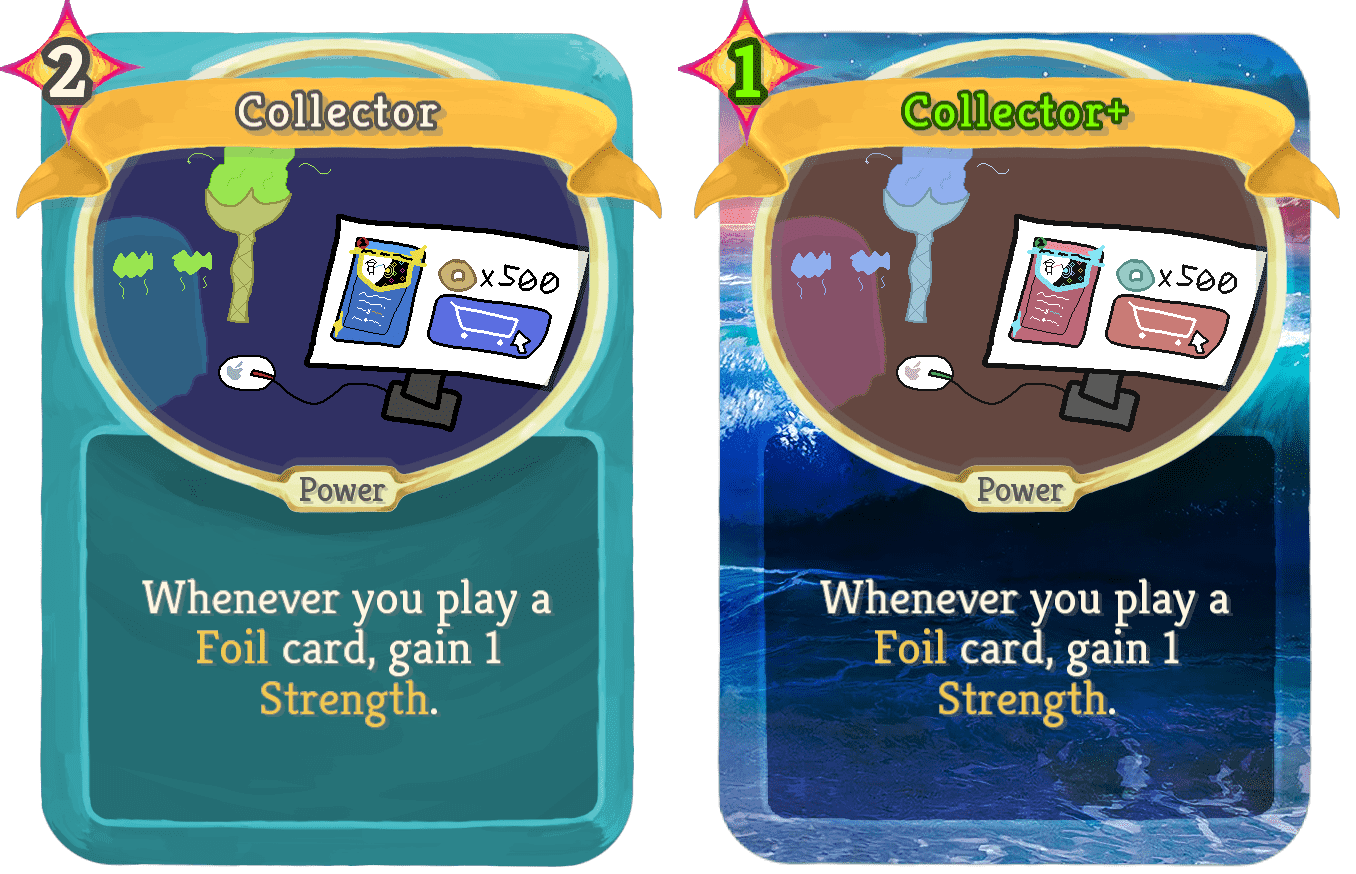 2
Collector
x500
Power
Whenever you play a
Foil card, gain 1
Strength.
1
Collector+
x500
Power
Whenever you play a
Foil card, gain 1
Strength.